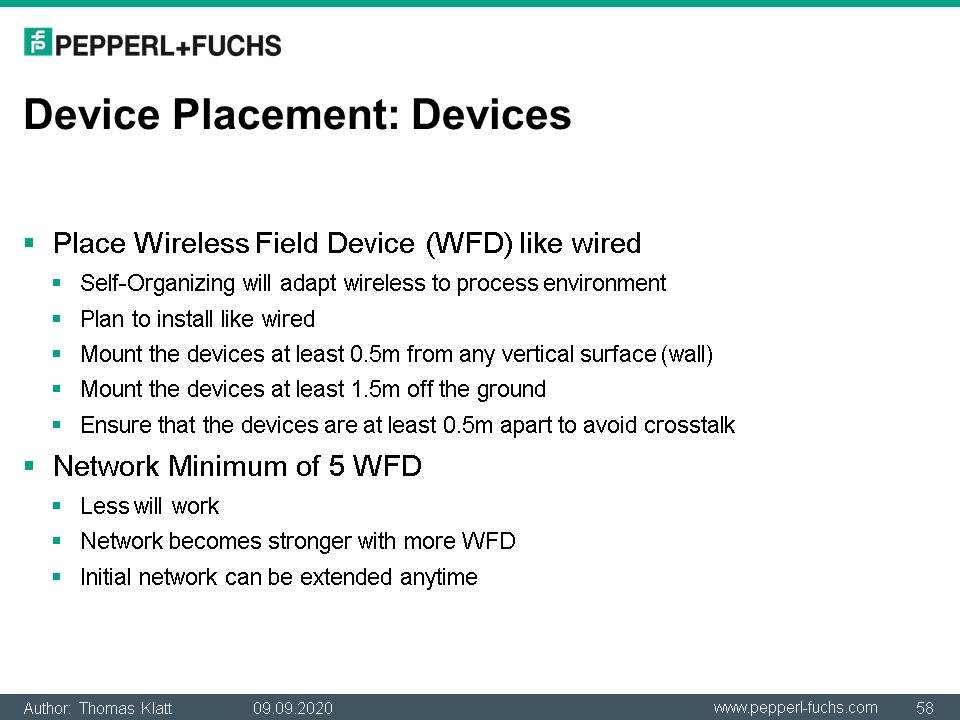 PEPPERL+FUCHS
Device Placement: Devices
Place Wireless Field Device (WFD) like wired
Self-Organizing will adapt wireless to process environment
Plan to install like wired
Mount the devices at least 0.5m from any vertical surface (wall)
Mount the devices at least 1.5m off the ground
Ensure that the devices are at least 0.5m apart to avoid crosstalk
Network Minimum of 5 WFD
Less will work
Network becomes stronger with more WFD
Initial network can be extended anytime
Author: Thomas Klatt 09.09.2020 www.pepperl-fuchs.com 58